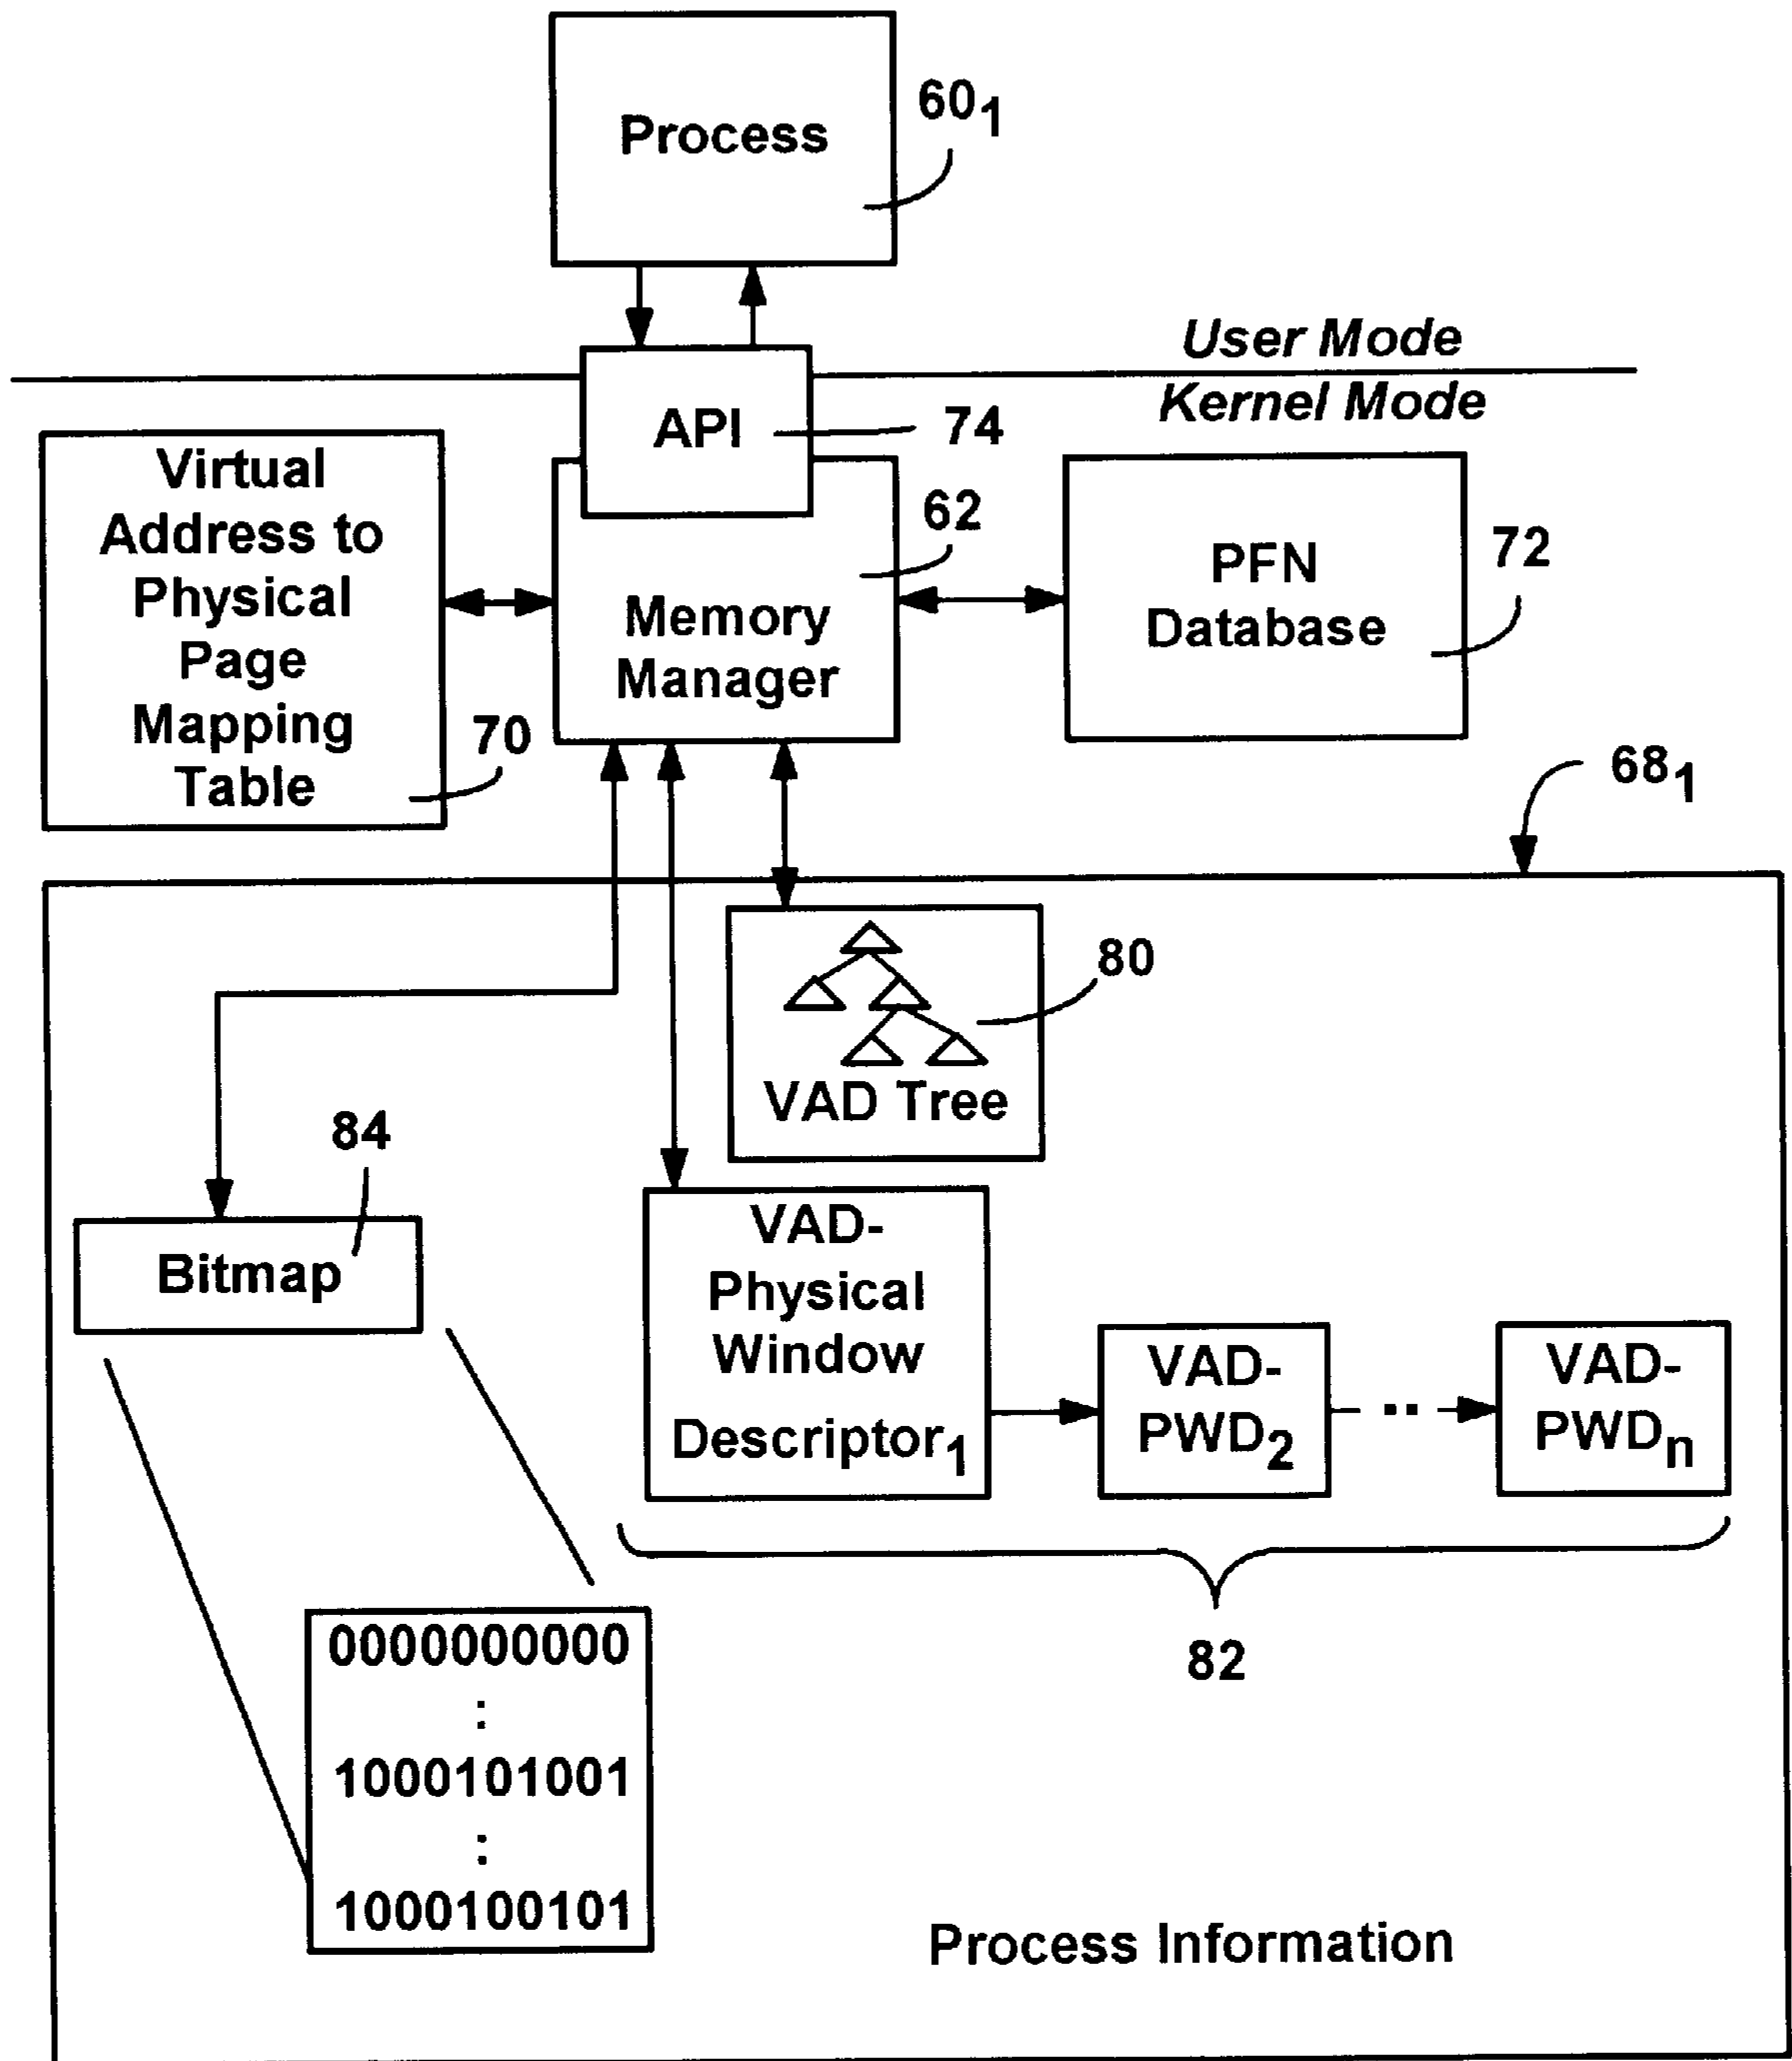 Process
60₁
User Mode
Kernel Mode
API
74
Virtual
Address to
Physical
Page
Mapping
Table
70
62
Memory
Manager
PFN
Database
72
68₁
80
VAD Tree
84
Bitmap
VAD-
Physical
Window
Descriptor₁
VAD-
PWD₂
..
VAD-
PWDₙ
82
0000000000
:
1000101001
:
1000100101
Process Information